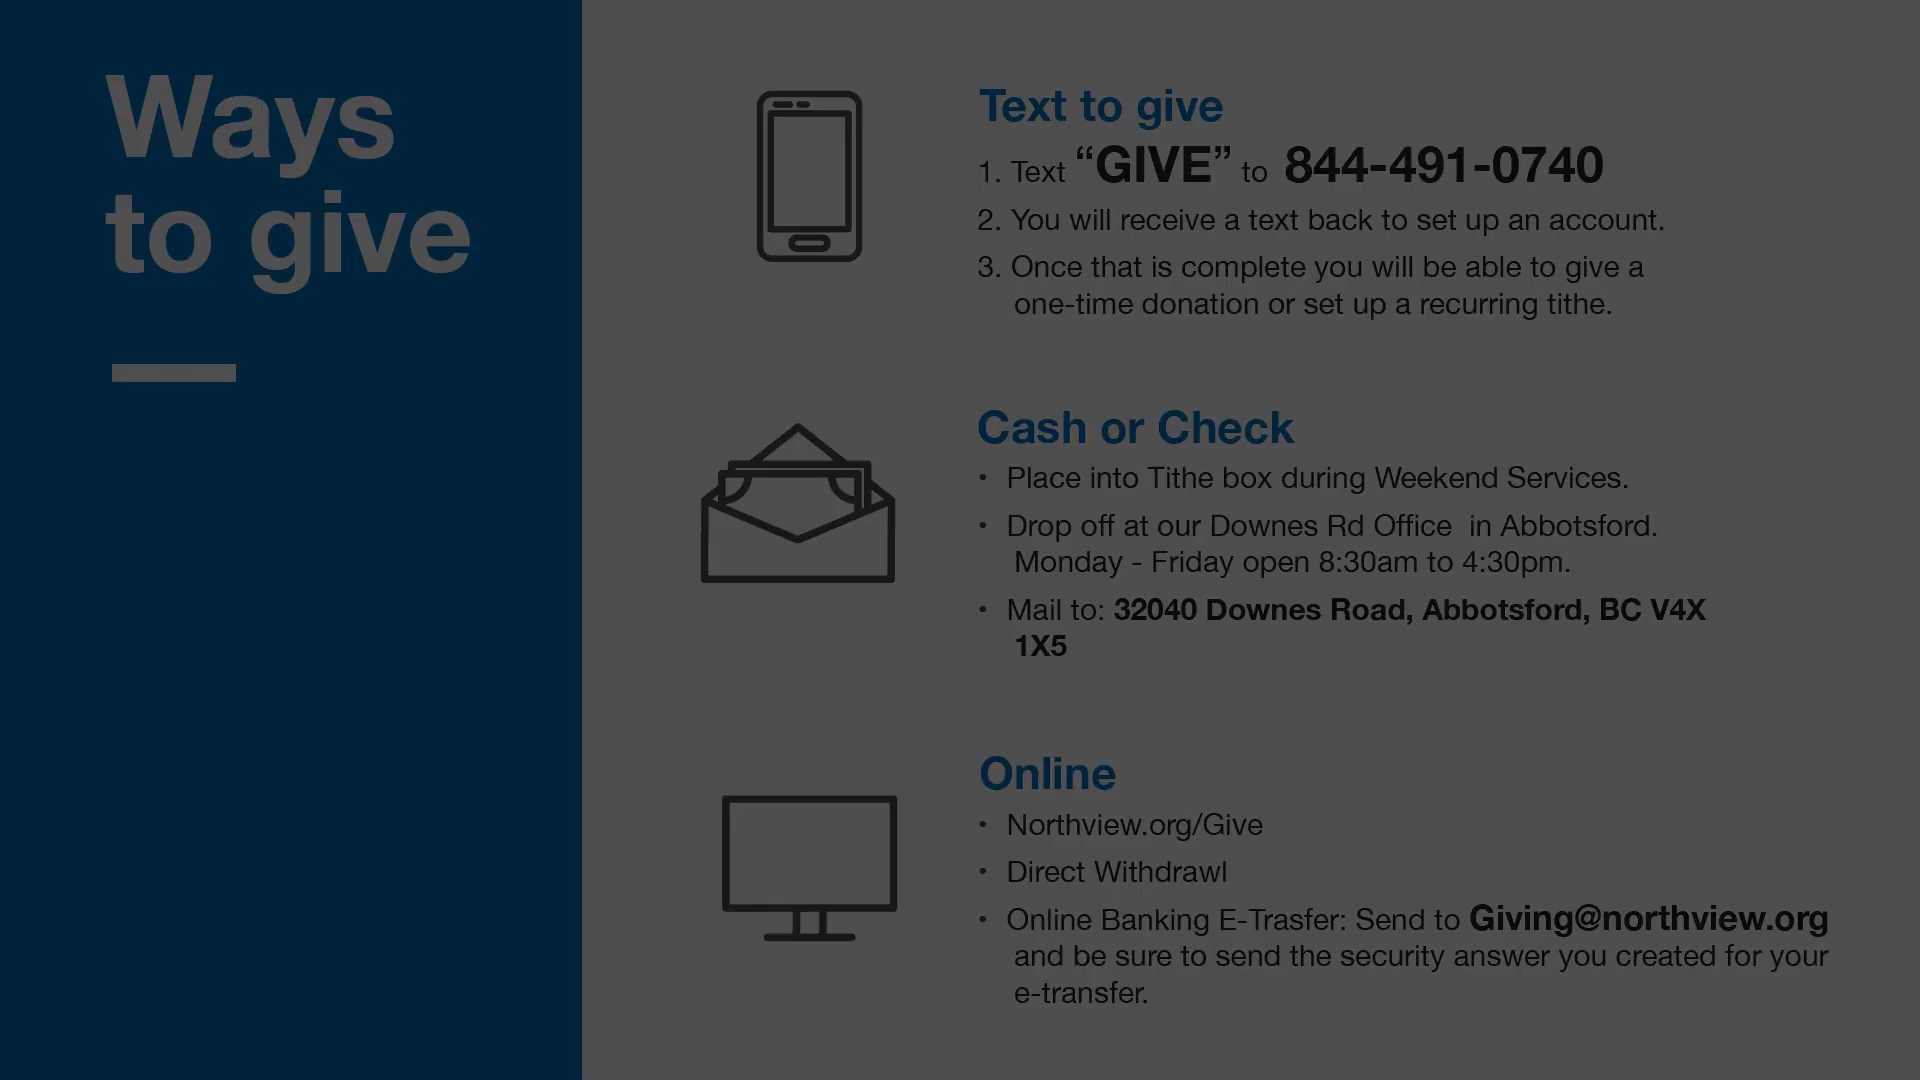 Ways
to give
Text to give
1. Text “GIVE” to 844-491-0740
2. You will receive a text back to set up an account.
3. Once that is complete you will be able to give a
one-time donation or set up a recurring tithe.
Cash or Check
• Place into Tithe box during Weekend Services.
• Drop off at our Downes Rd Office in Abbotsford.
Monday - Friday open 8:30am to 4:30pm.
• Mail to: 32040 Downes Road, Abbotsford, BC V4X
1X5
Online
• Northview.org/Give
• Direct Withdrawl
• Online Banking E-Trasfer: Send to Giving@northview.org
and be sure to send the security answer you created for your
e-transfer.